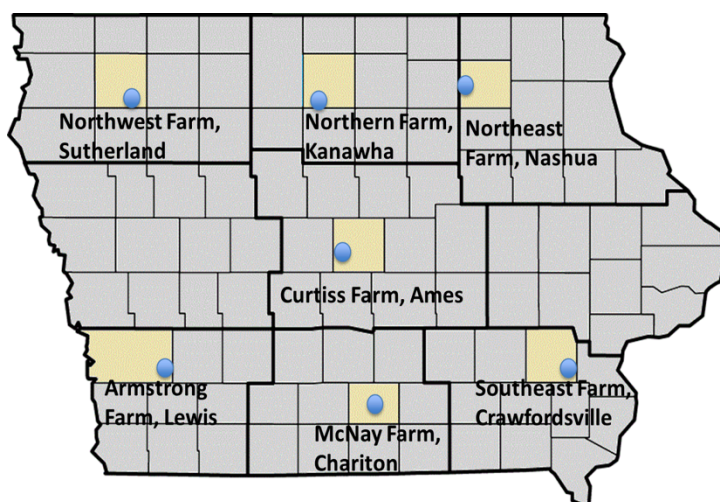 Northwest Farm,
Sutherland
Northern Farm,
Kanawha
Northeast
Farm, Nashua
Curtiss Farm, Ames
Armstrong
Farm, Lewis
McNay Farm,
Chariton
Southeast Farm,
Crawfordsville